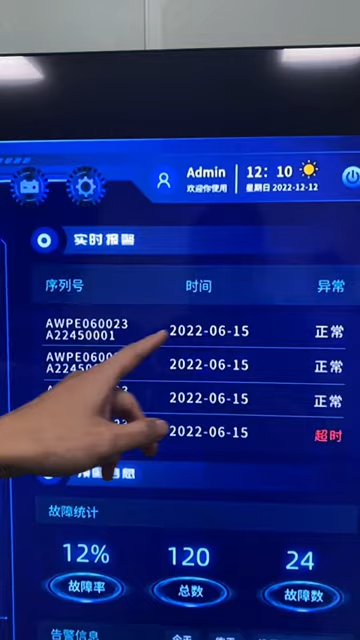 Admin
欢迎你使用
12: 10
星期日 2022-12-12
实时报警
序列号 时间 异常
AWPE060023
A22450001
2022-06-15 正常
AWPE060
A2245
2022-06-15 正常
2022-06-15 正常
2022-06-15 超时
故障统计
12% 120 24
故障率 总数 故障数
告警信息